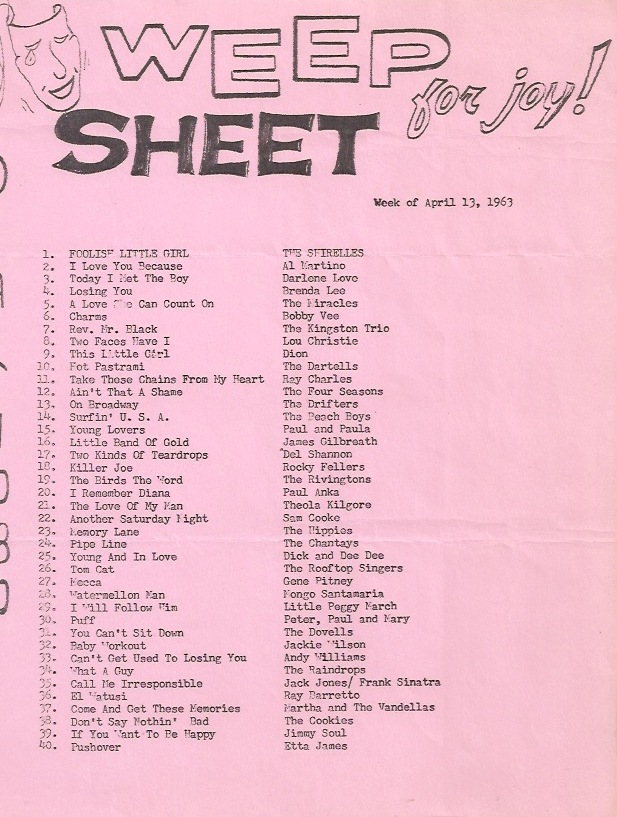 WEEP
for joy!
SHEET
Week of April 13, 1963
1. FOOLISH LITTLE GIRL THE SHIRELLES
2. I Love You Because Al Martino
3. Today I Met The Boy Darlene Love
4. Losing You Brenda Lee
5. A Love She Can Count On The Miracles
6. Charms Bobby Vee
7. Rev. Mr. Black The Kingston Trio
8. Two Faces Have I Lou Christie
9. This Little Girl Dion
10. Hot Pastrami The Dartells
11. Take These Chains From My Heart Ray Charles
12. Ain't That A Shame The Four Seasons
13. On Broadway The Drifters
14. Surfin' U. S. A. The Beach Boys
15. Young Lovers Paul and Paula
16. Little Band Of Gold James Gilbreath
17. Two Kinds Of Teardrops Del Shannon
18. Killer Joe Rocky Fellers
19. The Birds The Word The Rivingtons
20. I Remember Diana Paul Anka
21. The Love Of My Man Theola Kilgore
22. Another Saturday Night Sam Cooke
23. Memory Lane The Hippies
24. Pipe Line The Chantays
25. Young And In Love Dick and Dee Dee
26. Tom Cat The Rooftop Singers
27. Mecca Gene Pitney
28. Watermellon Man Mongo Santamaria
29. I Will Follow Him Little Peggy March
30. Puff Peter, Paul and Mary
31. You Can't Sit Down The Dovells
32. Baby Workout Jackie Wilson
33. Can't Get Used To Losing You Andy Williams
34. What A Guy The Raindrops
35. Call Me Irresponsible Jack Jones/ Frank Sinatra
36. El Watusi Ray Barretto
37. Come And Get These Memories Martha and The Vandellas
38. Don't Say Nothin' Bad The Cookies
39. If You Want To Be Happy Jimmy Soul
40. Pushover Etta James